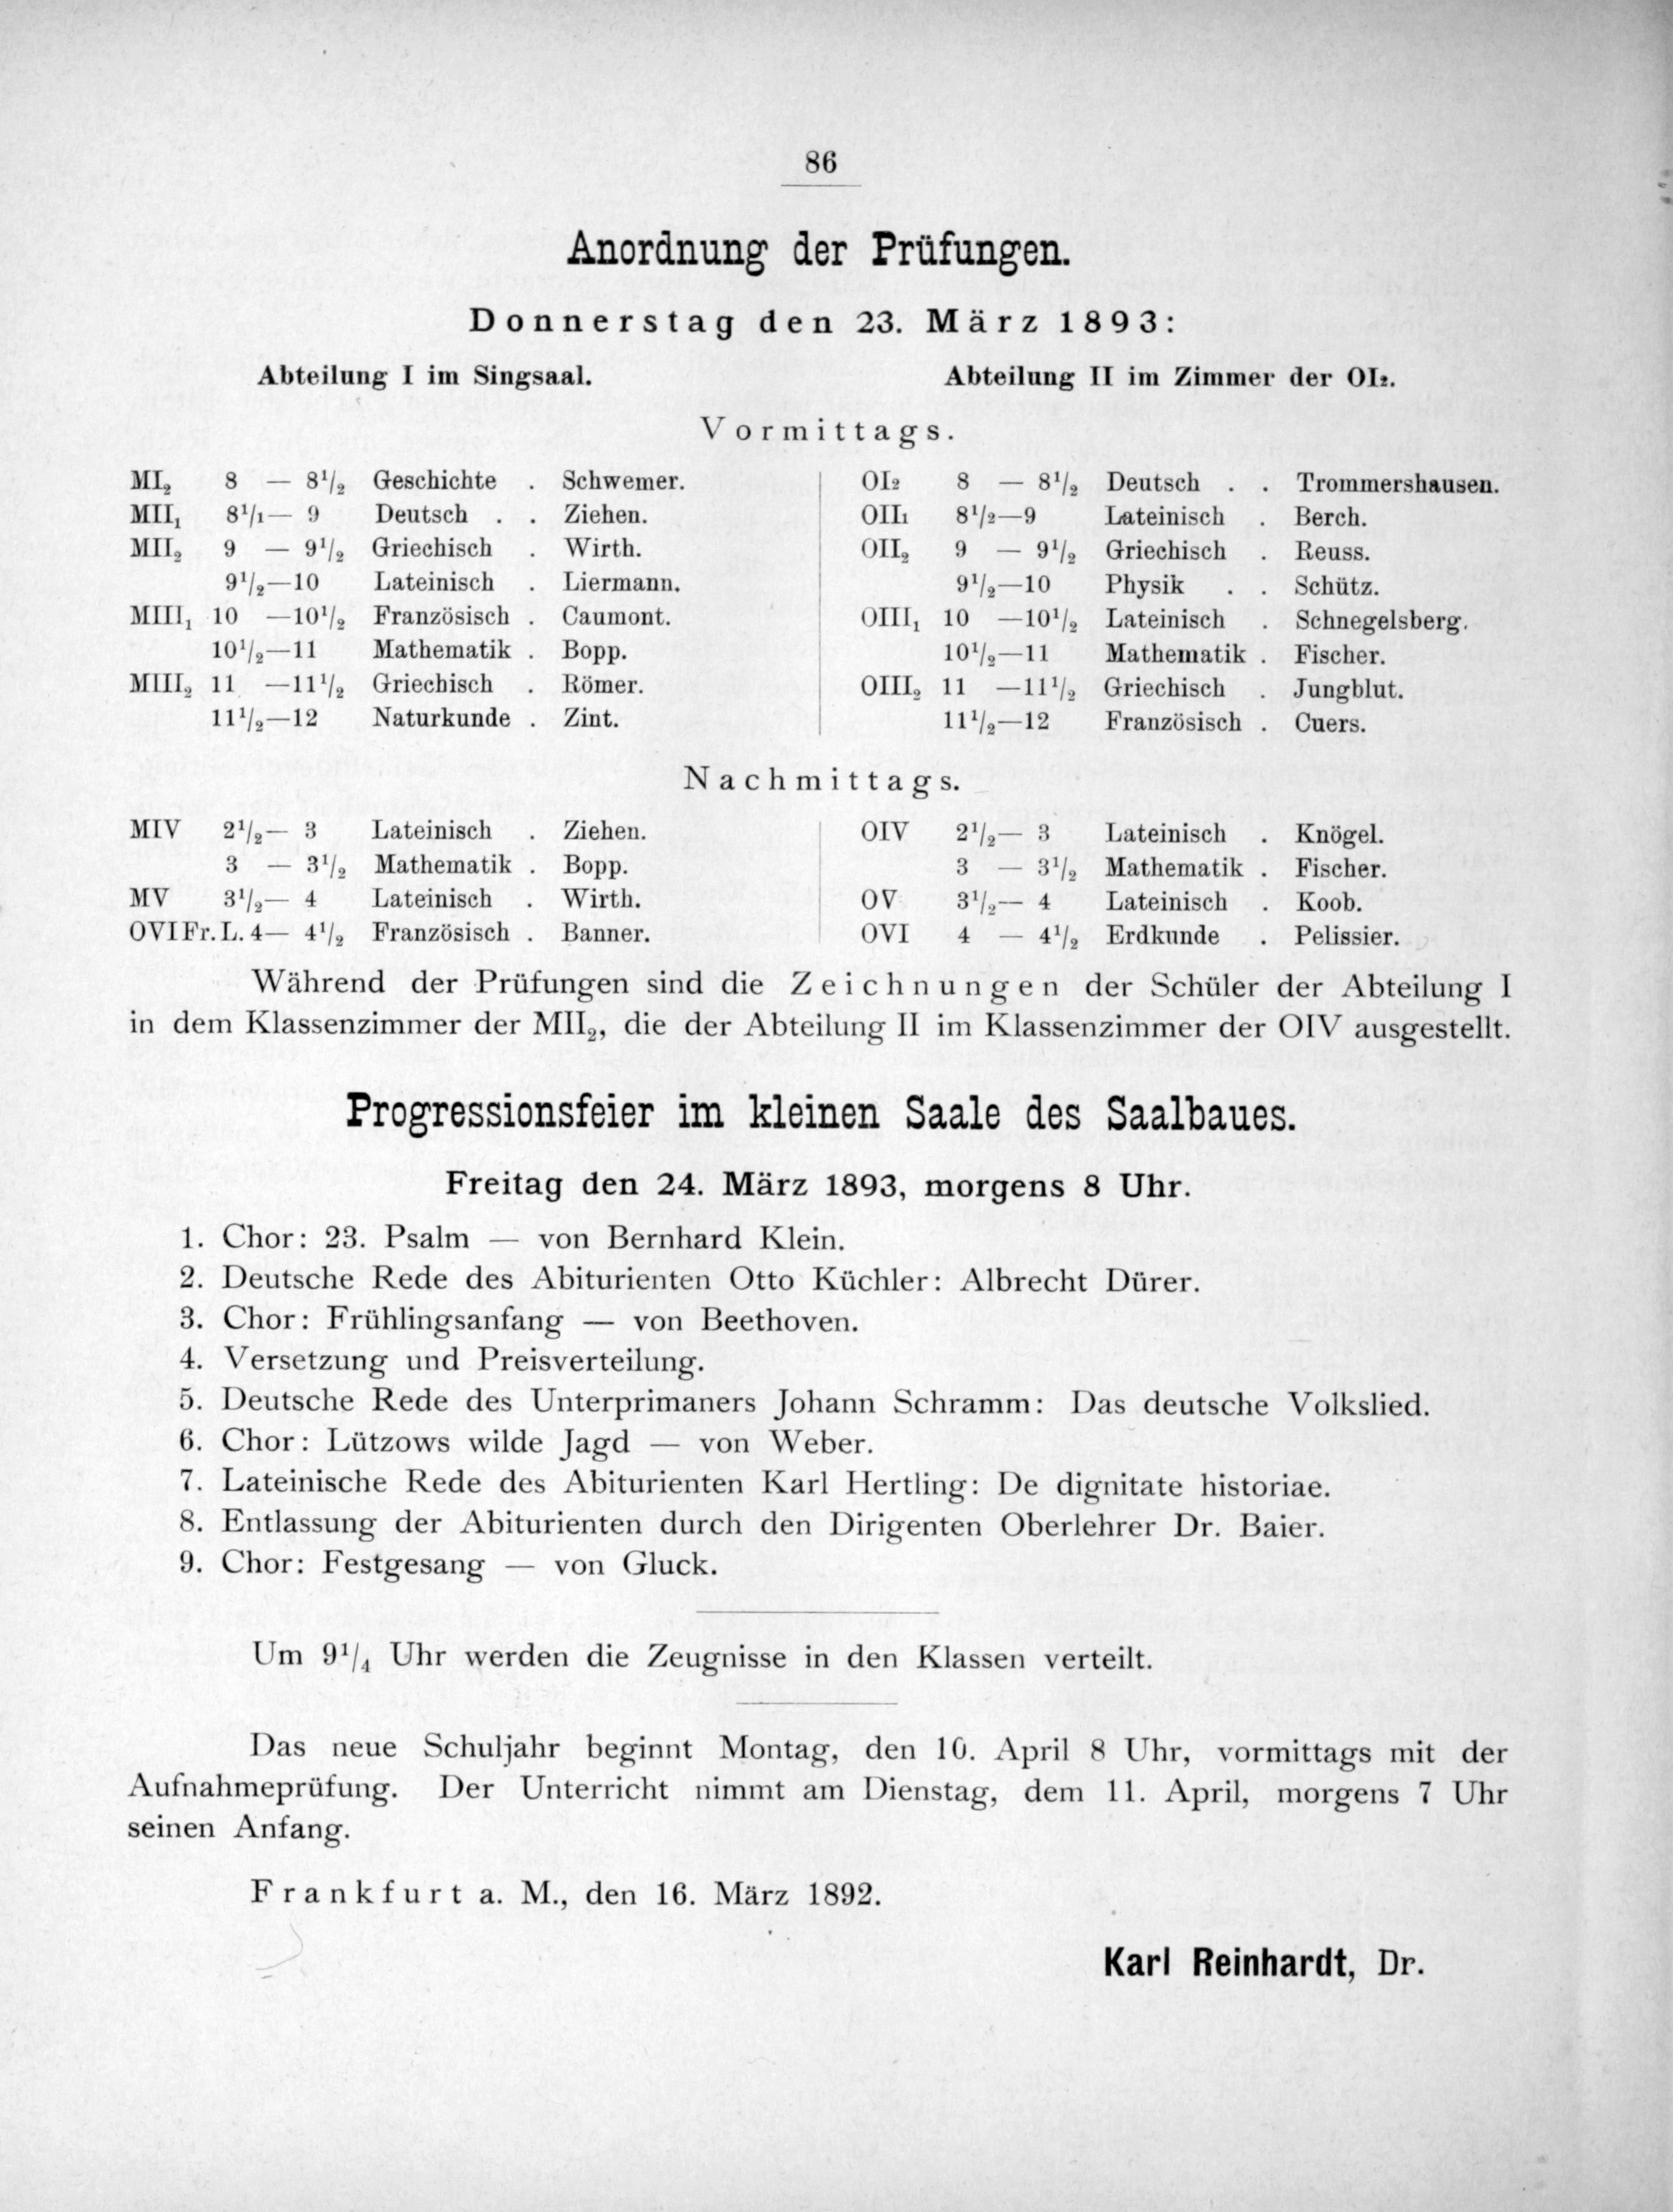 86
Anordnung der Prüfungen.
Donnerstag den 23. März 1893:
Abteilung I im Singsaal.
Abteilung II im Zimmer der OI₂.
Vormittags.
MI₂ 8 — 8¹/₂ Geschichte . Schwemer.
MII₁ 8¹/₁— 9 Deutsch . . Ziehen.
MII₂ 9 — 9¹/₂ Griechisch . Wirth.
9¹/₂—10 Lateinisch . Liermann.
MIII₁ 10 —10¹/₂ Französisch . Caumont.
10¹/₂—11 Mathematik . Bopp.
MIII₂ 11 —11¹/₂ Griechisch . Römer.
11¹/₂—12 Naturkunde . Zint.
OI₂ 8 — 8¹/₂ Deutsch . . Trommershausen.
OII₁ 8¹/₂—9 Lateinisch . Berch.
OII₂ 9 — 9¹/₂ Griechisch . Reuss.
9¹/₂—10 Physik . . Schütz.
OIII₁ 10 —10¹/₂ Lateinisch . Schnegelsberg.
10¹/₂—11 Mathematik . Fischer.
OIII₂ 11 —11¹/₂ Griechisch . Jungblut.
11¹/₂—12 Französisch . Cuers.
Nachmittags.
MIV 2¹/₂— 3 Lateinisch . Ziehen.
3 — 3¹/₂ Mathematik . Bopp.
MV 3¹/₂— 4 Lateinisch . Wirth.
OVI Fr. L. 4— 4¹/₂ Französisch . Banner.
OIV 2¹/₂— 3 Lateinisch . Knögel.
3 — 3¹/₂ Mathematik . Fischer.
OV 3¹/₂— 4 Lateinisch . Koob.
OVI 4 — 4¹/₂ Erdkunde . Pelissier.
Während der Prüfungen sind die Zeichnungen der Schüler der Abteilung I
in dem Klassenzimmer der MII₂, die der Abteilung II im Klassenzimmer der OIV ausgestellt.
Progressionsfeier im kleinen Saale des Saalbaues.
Freitag den 24. März 1893, morgens 8 Uhr.
1. Chor: 23. Psalm — von Bernhard Klein.
2. Deutsche Rede des Abiturienten Otto Küchler: Albrecht Dürer.
3. Chor: Frühlingsanfang — von Beethoven.
4. Versetzung und Preisverteilung.
5. Deutsche Rede des Unterprimaners Johann Schramm: Das deutsche Volkslied.
6. Chor: Lützows wilde Jagd — von Weber.
7. Lateinische Rede des Abiturienten Karl Hertling: De dignitate historiae.
8. Entlassung der Abiturienten durch den Dirigenten Oberlehrer Dr. Baier.
9. Chor: Festgesang — von Gluck.
Um 9¹/₄ Uhr werden die Zeugnisse in den Klassen verteilt.
Das neue Schuljahr beginnt Montag, den 10. April 8 Uhr, vormittags mit der
Aufnahmeprüfung. Der Unterricht nimmt am Dienstag, dem 11. April, morgens 7 Uhr
seinen Anfang.
Frankfurt a. M., den 16. März 1892.
Karl Reinhardt, Dr.